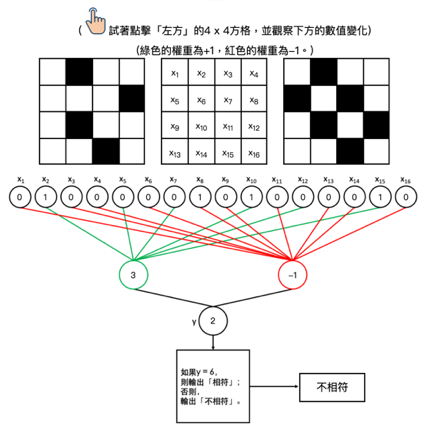 （ 試著點擊「左方」的4 x 4方格，並觀察下方的數值變化）
（綠色的權重為+1，紅色的權重為−1。）
x₁ x₂ x₃ x₄
x₅ x₆ x₇ x₈
x₉ x₁₀ x₁₁ x₁₂
x₁₃ x₁₄ x₁₅ x₁₆
x₁ x₂ x₃ x₄ x₅ x₆ x₇ x₈ x₉ x₁₀ x₁₁ x₁₂ x₁₃ x₁₄ x₁₅ x₁₆
0 1 0 0 0 0 0 1 0 1 0 0 0 0 1 0
3 −1
y 2
如果y = 6，
則輸出「相符」；
否則，
輸出「不相符」。
不相符